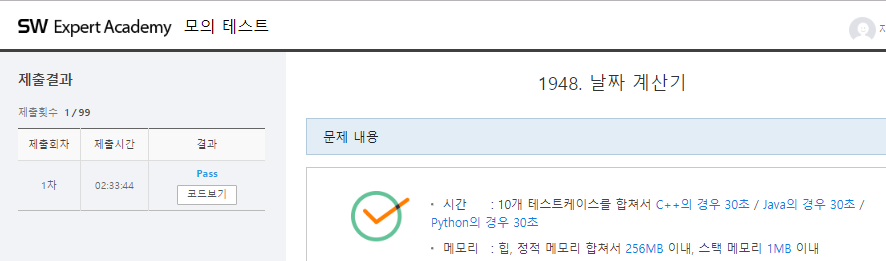 SW Expert Academy 모의 테스트
제출결과
제출횟수 1 / 99
제출회차 제출시간 결과
1차 02:33:44 Pass
코드보기
1948. 날짜 계산기
문제 내용
• 시간 : 10개 테스트케이스를 합쳐서 C++의 경우 30초 / Java의 경우 30초 /
Python의 경우 30초
• 메모리 : 힙, 정적 메모리 합쳐서 256MB 이내, 스택 메모리 1MB 이내